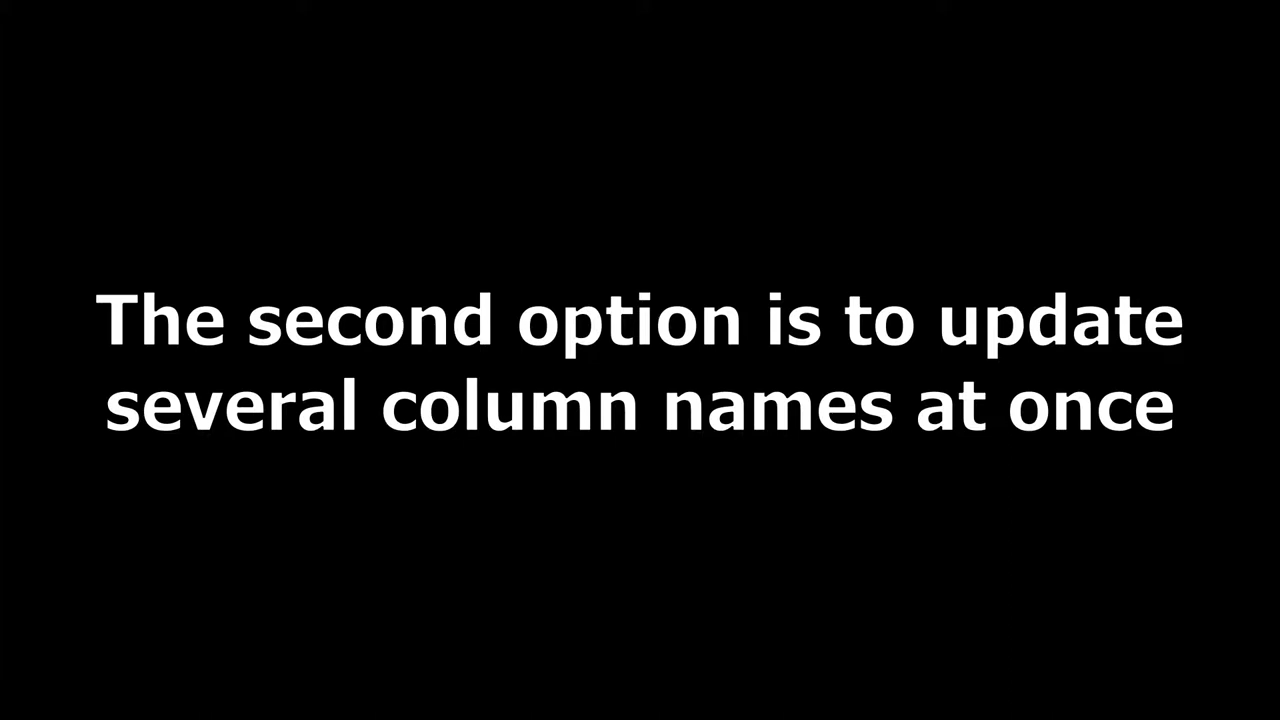 The second option is to update
several column names at once